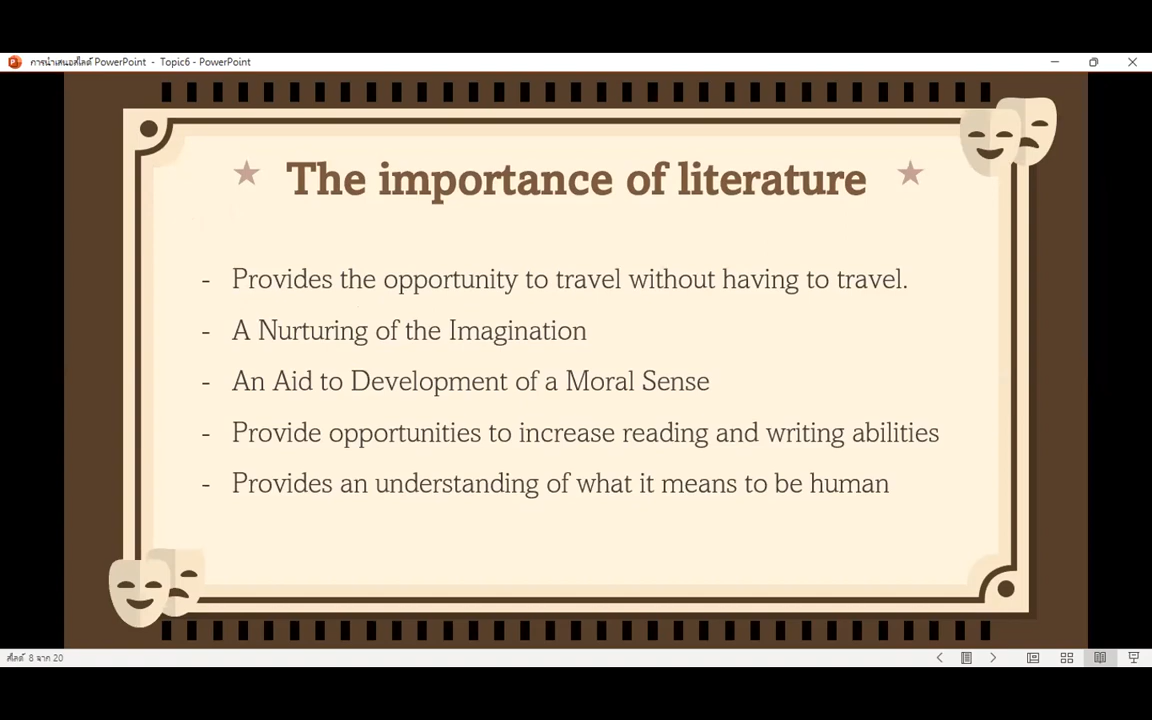 การนำเสนอสไลด์ PowerPoint - Topic6 - PowerPoint
The importance of literature
- Provides the opportunity to travel without having to travel.
- A Nurturing of the Imagination
- An Aid to Development of a Moral Sense
- Provide opportunities to increase reading and writing abilities
- Provides an understanding of what it means to be human
สไลด์ 8 จาก 20